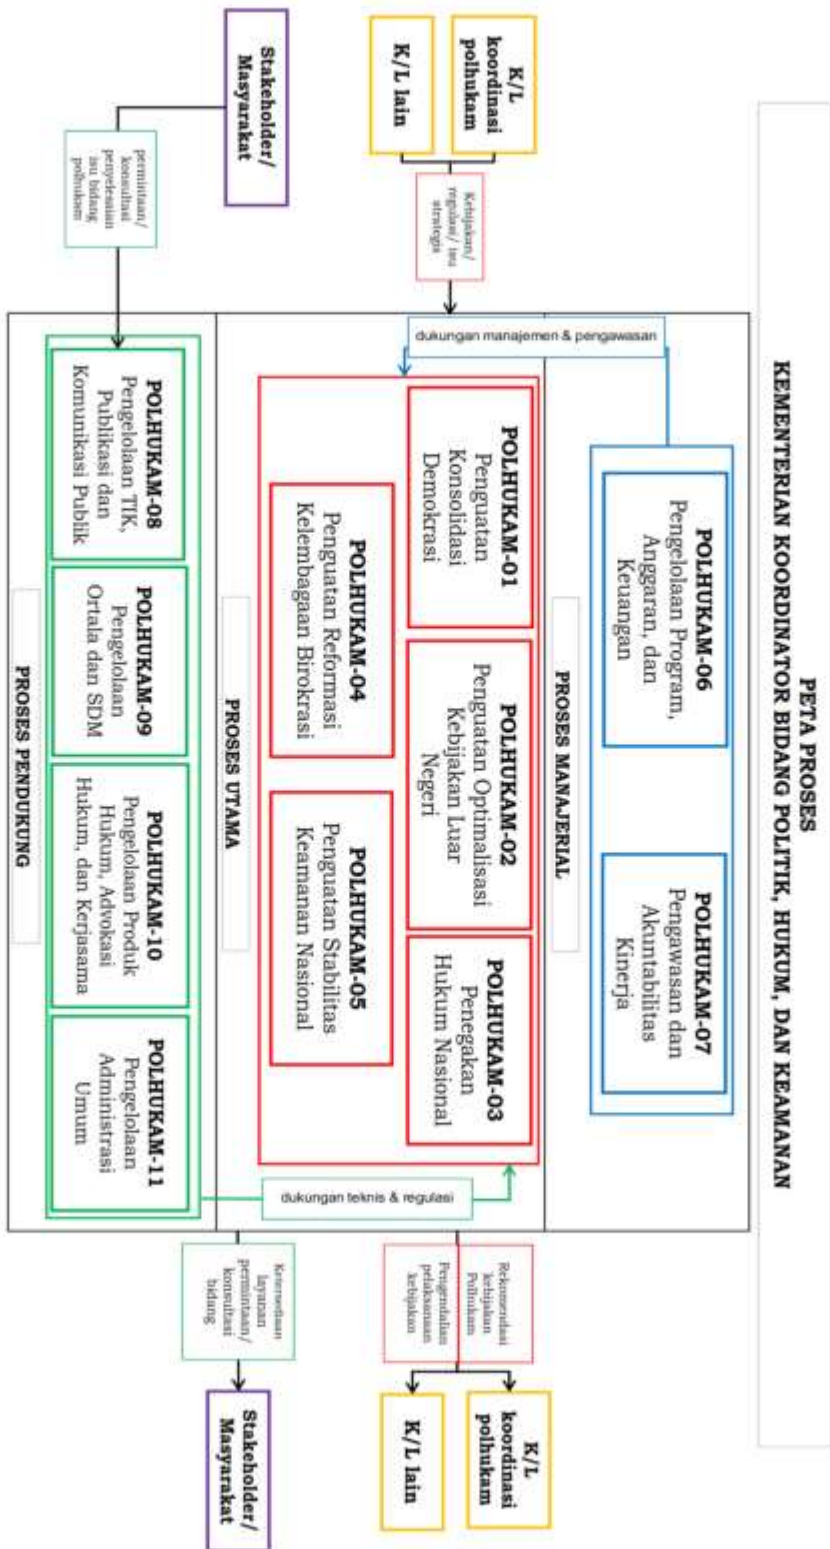 PETA PROSES
KEMENTERIAN KOORDINATOR BIDANG POLITIK, HUKUM, DAN KEAMANAN
K/L
koordinasi
polhukam
K/L lain
Kebijakan/
regulasi/ isu
strategis
Stakeholder/
Masyarakat
permintaan/
konsultasi
penyelesaian
isu bidang
polhukam
POLHUKAM-06
Pengelolaan Program,
Anggaran, dan
Keuangan
POLHUKAM-07
Pengawasan dan
Akuntabilitas
Kinerja
PROSES MANAJERIAL
dukungan manajemen & pengawasan
POLHUKAM-01
Penguatan
Konsolidasi
Demokrasi
POLHUKAM-02
Penguatan Optimalisasi
Kebijakan Luar
Negeri
POLHUKAM-03
Penegakan
Hukum Nasional
POLHUKAM-04
Penguatan Reformasi
Kelembagaan Birokrasi
POLHUKAM-05
Penguatan Stabilitas
Keamanan Nasional
PROSES UTAMA
dukungan teknis & regulasi
POLHUKAM-08
Pengelolaan TIK,
Publikasi dan
Komunikasi Publik
POLHUKAM-09
Pengelolaan
Ortala dan SDM
POLHUKAM-10
Pengelolaan Produk
Hukum, Advokasi
Hukum, dan Kerjasama
POLHUKAM-11
Pengelolaan
Administrasi
Umum
PROSES PENDUKUNG
Rekomendasi
kebijakan
Polhukam
Pengendalian
pelaksanaan
kebijakan
K/L
koordinasi
polhukam
K/L lain
Ketersediaan
layanan
permintaan/
konsultasi
bidang
Stakeholder/
Masyarakat